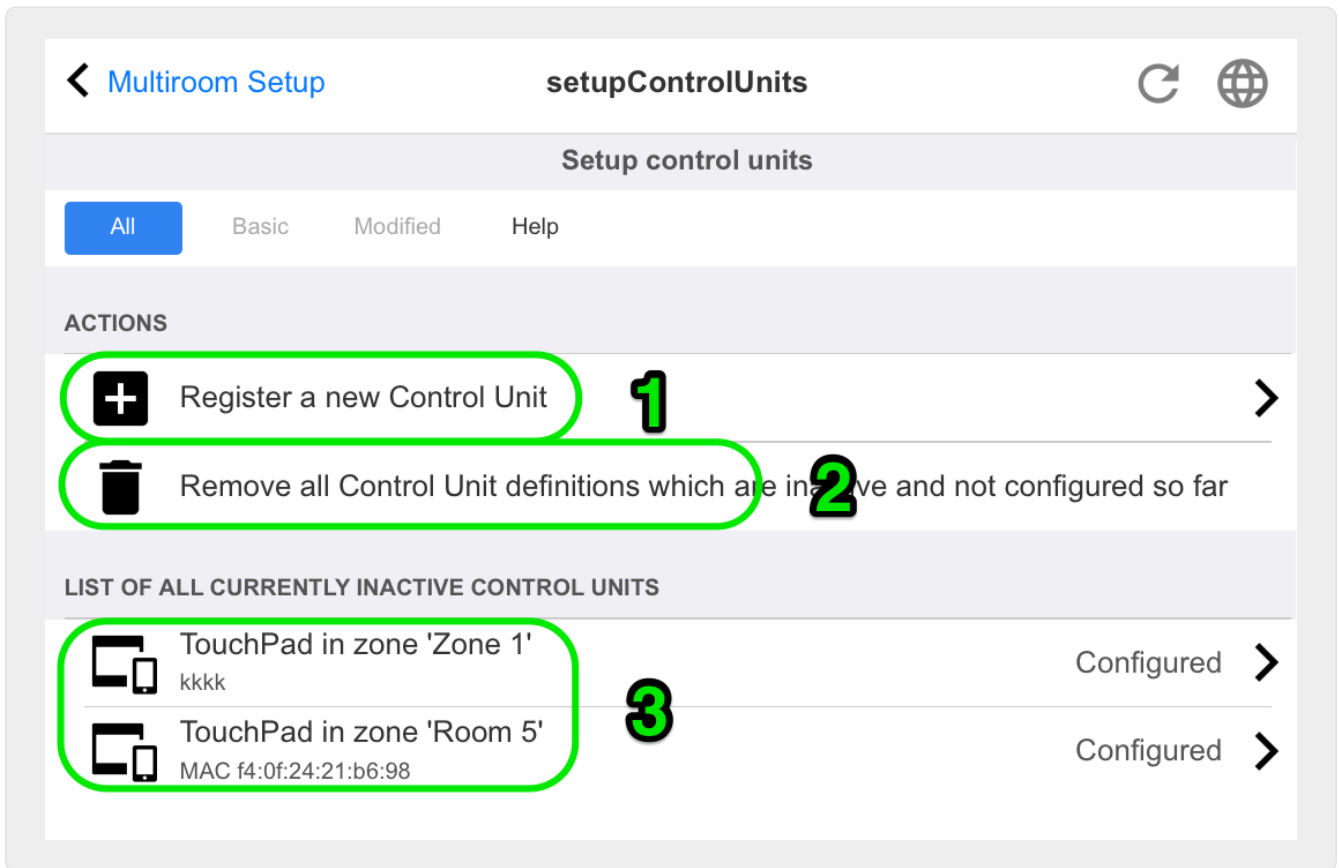 Multiroom Setup setupControlUnits
Setup control units
All Basic Modified Help
ACTIONS
Register a new Control Unit 1
Remove all Control Unit definitions which are 2 and not configured so far
LIST OF ALL CURRENTLY INACTIVE CONTROL UNITS
TouchPad in zone 'Zone 1'
kkkk
Configured
3
TouchPad in zone 'Room 5'
MAC f4:0f:24:21:b6:98
Configured